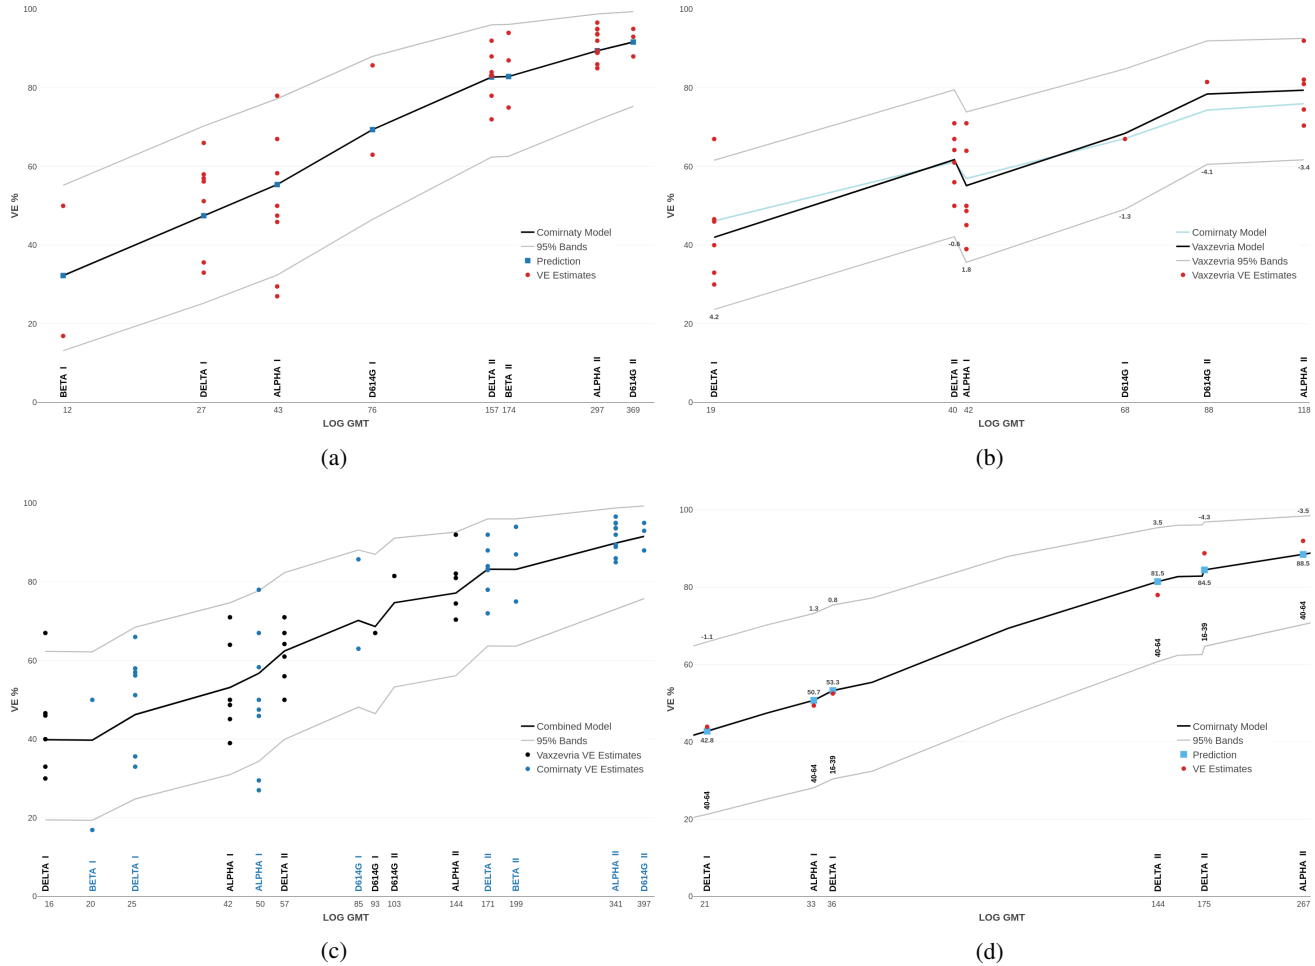 100
80
60
40
20
0
VE %
BETA I
DELTA I
ALPHA I
D614G I
DELTA II
BETA II
ALPHA II
D614G II
12 27 43 76 157 174 297 369
LOG GMT
Comirnaty Model
95% Bands
Prediction
VE Estimates
(a)
100
80
60
40
20
0
VE %
4.2
-0.6
1.8
-1.3
-4.1
-3.4
DELTA I
DELTA II
ALPHA I
D614G I
D614G II
ALPHA II
19 40 42 68 88 118
LOG GMT
Comirnaty Model
Vaxzevria Model
Vaxzevria 95% Bands
Vaxzevria VE Estimates
(b)
100
80
60
40
20
0
VE %
DELTA I
BETA I
DELTA I
ALPHA I
ALPHA I
DELTA II
D614G I
D614G I
D614G II
ALPHA II
DELTA II
BETA II
ALPHA II
D614G II
16 20 25 42 50 57 85 93 103 144 171 199 341 397
LOG GMT
Combined Model
95% Bands
Vaxzevria VE Estimates
Comirnaty VE Estimates
(c)
100
80
60
40
20
0
VE %
-1.1
1.3
0.8
3.5
-4.3
-3.5
42.8
50.7
53.3
81.5
84.5
88.5
40-64
40-64
16-39
40-64
16-39
40-64
DELTA I
ALPHA I
DELTA I
DELTA II
DELTA II
ALPHA II
21 33 36 144 175 267
LOG GMT
Comirnaty Model
95% Bands
Prediction
VE Estimates
(d)